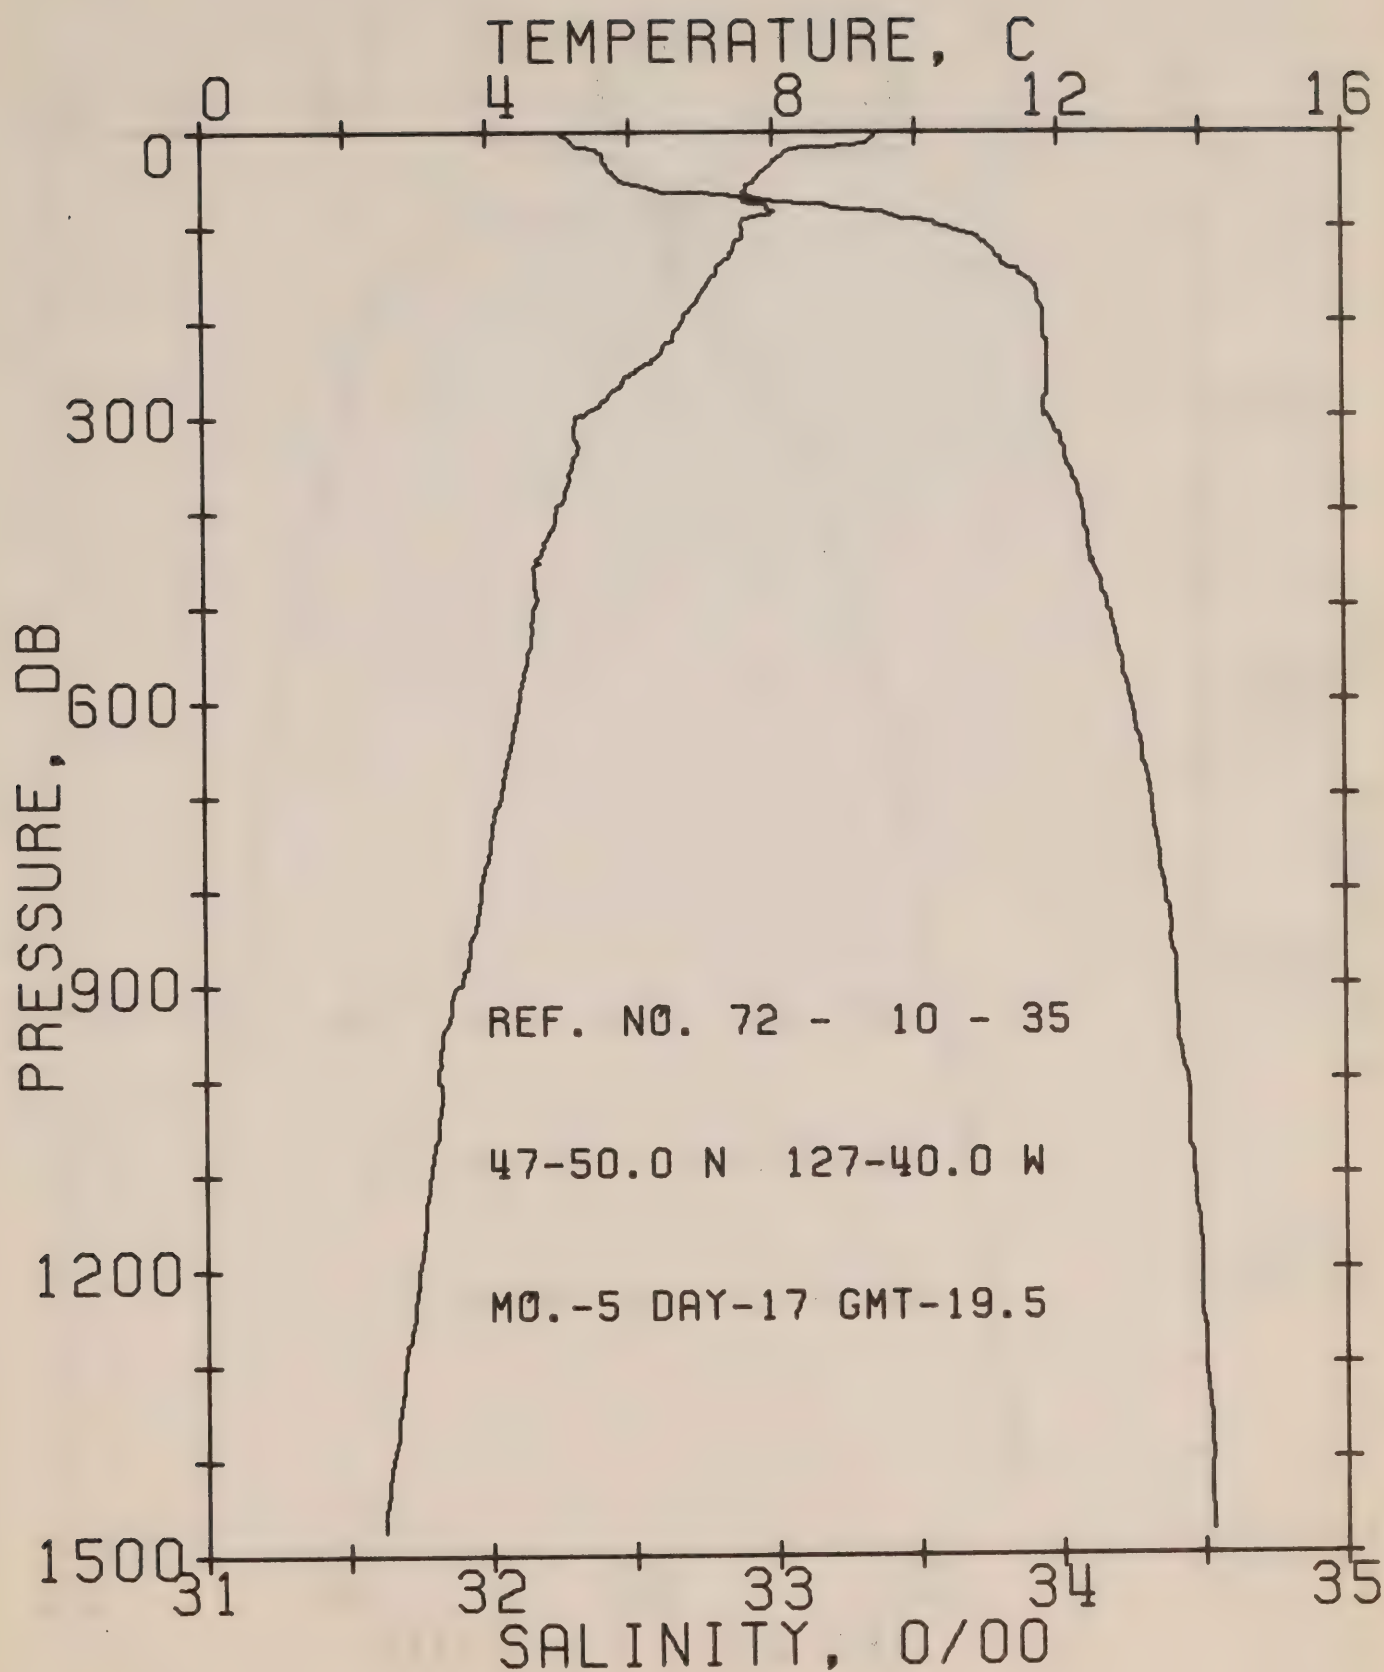 TEMPERATURE, C
0 4 8 12 16
0
300
600
900
1200
1500
PRESSURE, DB
REF. NO. 72 - 10 - 35
47-50.0 N 127-40.0 W
MO.-5 DAY-17 GMT-19.5
31 32 33 34 35
SALINITY, 0/00